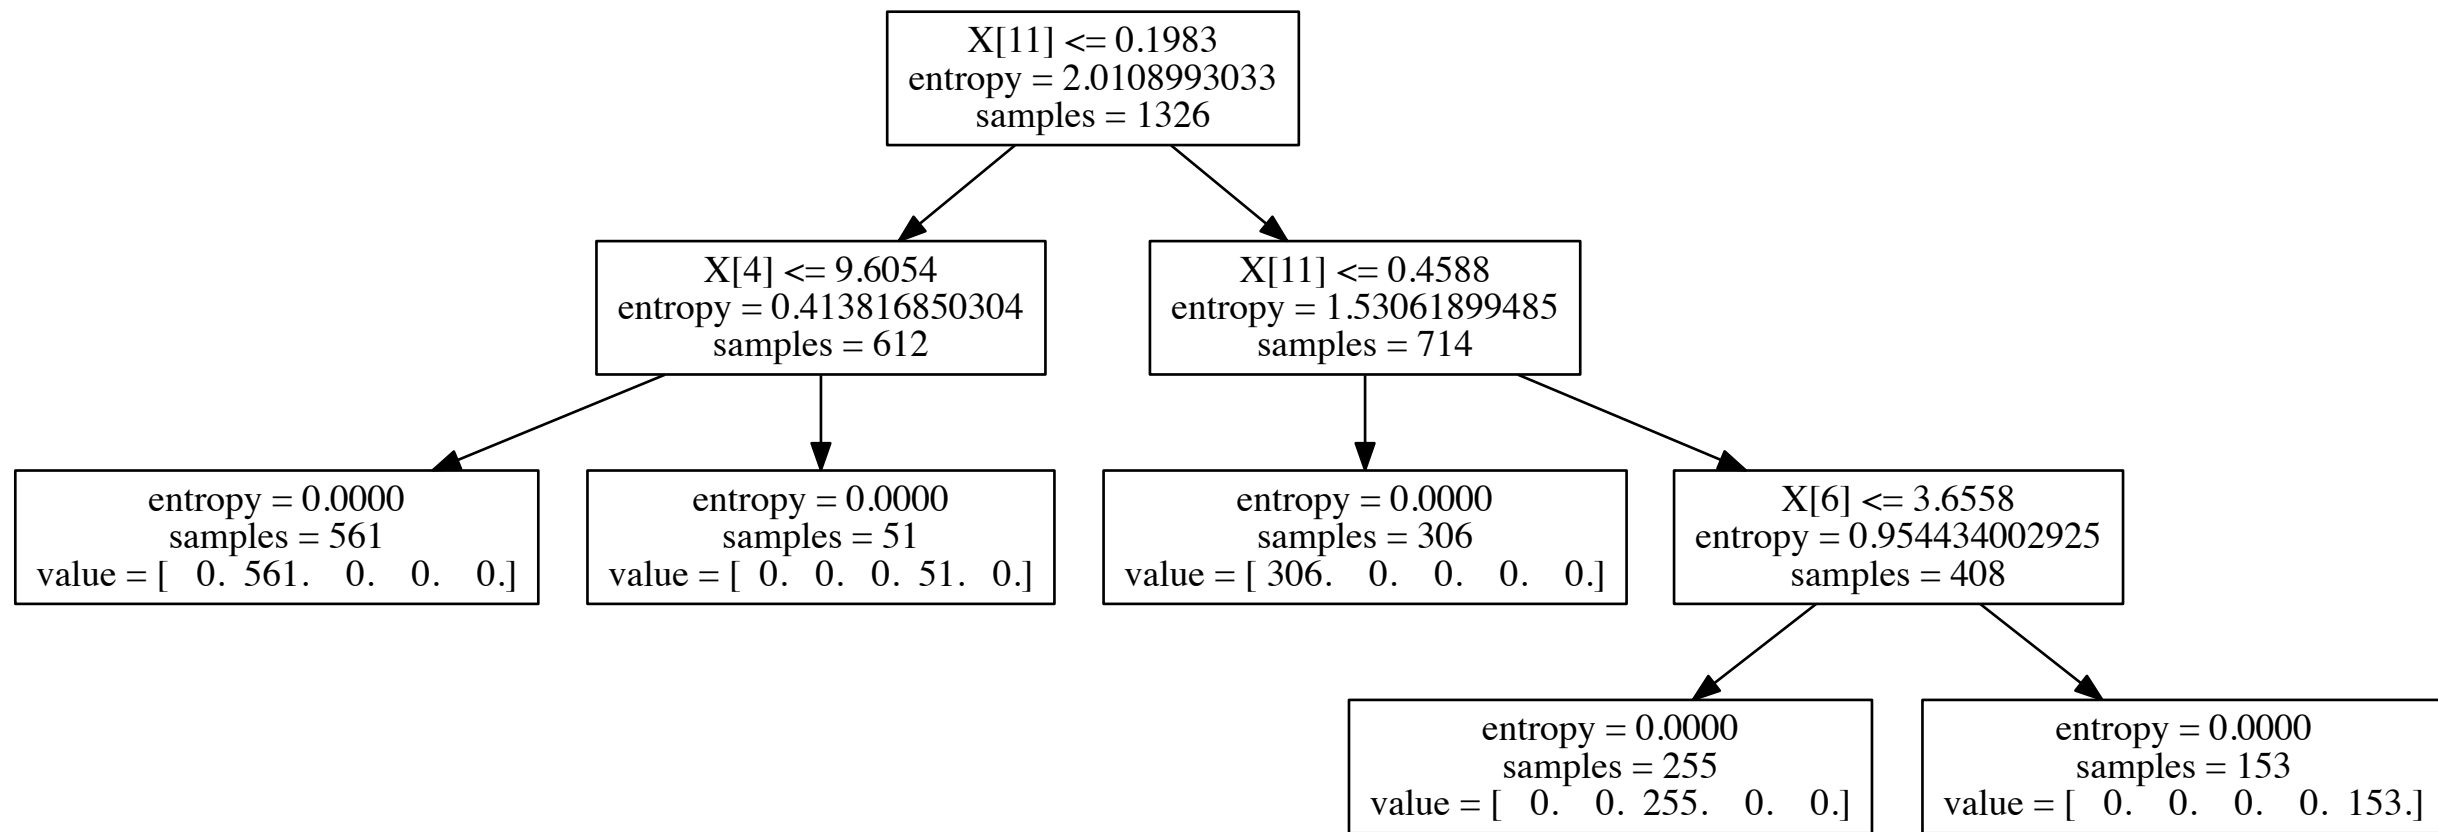 X[11] <= 0.1983
entropy = 2.0108993033
samples = 1326
X[4] <= 9.6054
entropy = 0.413816850304
samples = 612
X[11] <= 0.4588
entropy = 1.53061899485
samples = 714
entropy = 0.0000
samples = 561
value = [   0.  561.    0.    0.    0.]
entropy = 0.0000
samples = 51
value = [  0.   0.   0.  51.   0.]
entropy = 0.0000
samples = 306
value = [ 306.    0.    0.    0.    0.]
X[6] <= 3.6558
entropy = 0.954434002925
samples = 408
entropy = 0.0000
samples = 255
value = [   0.    0.  255.    0.    0.]
entropy = 0.0000
samples = 153
value = [   0.    0.    0.    0.  153.]